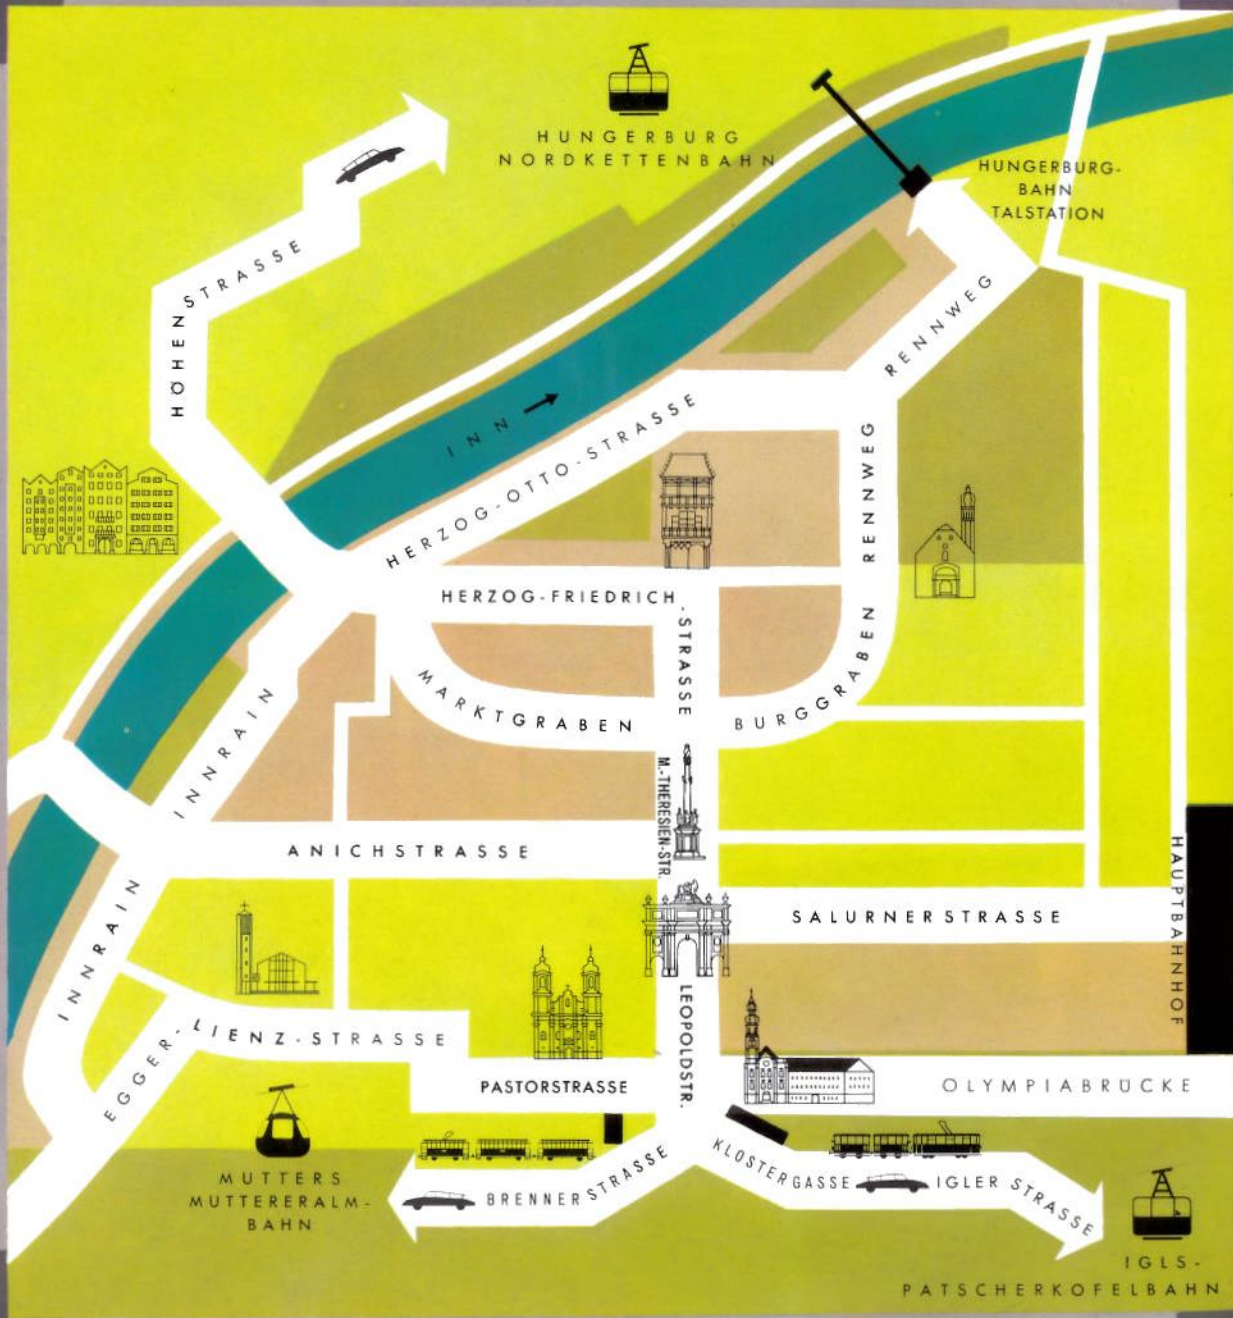 HUNGERBURG
NORDKETTENBAHN
HUNGERBURG-
BAHN
TALSTATION
HÖHENSTRASSE
INN
RENNWEG
HERZOG-OTTO-STRASSE
RENNWEG
HERZOG-FRIEDRICH-STRASSE
MARKTGRABEN
BURGGRABEN
INNRAIN
M.-THERESIEN-STR.
ANICHSTRASSE
SALURNERSTRASSE
HAUPTBAHNHOF
INNRAIN
EGGER-LIENZ-STRASSE
LEOPOLDSTR.
PASTORSTRASSE
OLYMPIABRÜCKE
MUTTERS
MUTTERERALM-
BAHN
BRENNERSTRASSE
KLOSTERGASSE
IGLER STRASSE
IGLS-
PATSCHERKOFELBAHN